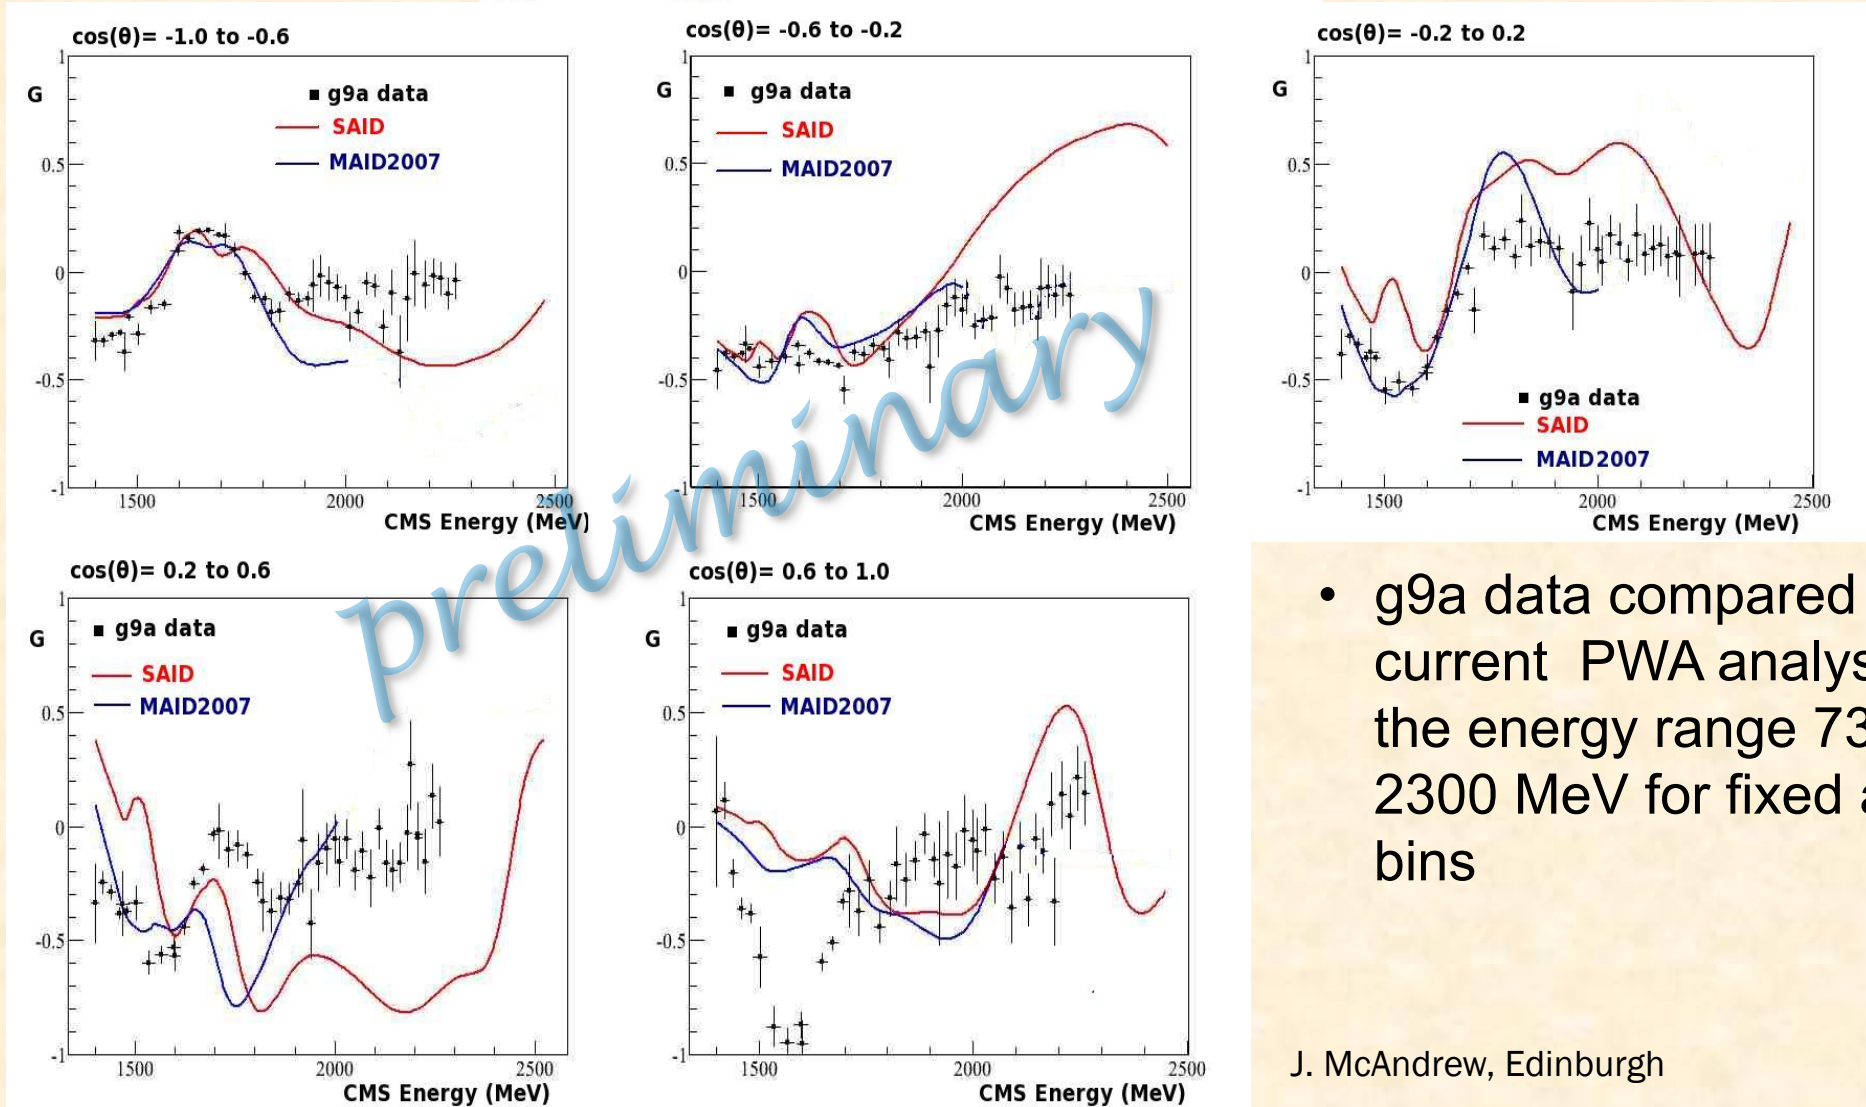 cos(θ)= -1.0 to -0.6
1
G
■ g9a data
SAID
MAID2007
0.5
0
-0.5
-1
1500
2000
2500
CMS Energy (MeV)
cos(θ)= -0.6 to -0.2
1
G
■ g9a data
SAID
MAID2007
0.5
0
-0.5
-1
1500
2000
2500
CMS Energy (MeV)
cos(θ)= -0.2 to 0.2
1
G
0.5
0
-0.5
■ g9a data
SAID
MAID2007
-1
1500
2000
2500
CMS Energy (MeV)
preliminary
cos(θ)= 0.2 to 0.6
1
G
■ g9a data
SAID
MAID2007
0.5
0
-0.5
-1
1500
2000
2500
CMS Energy (MeV)
cos(θ)= 0.6 to 1.0
1
G
■ g9a data
SAID
MAID2007
0.5
0
-0.5
-1
1500
2000
2500
CMS Energy (MeV)
• g9a data compared
current PWA analys
the energy range 73
2300 MeV for fixed a
bins
J. McAndrew, Edinburgh